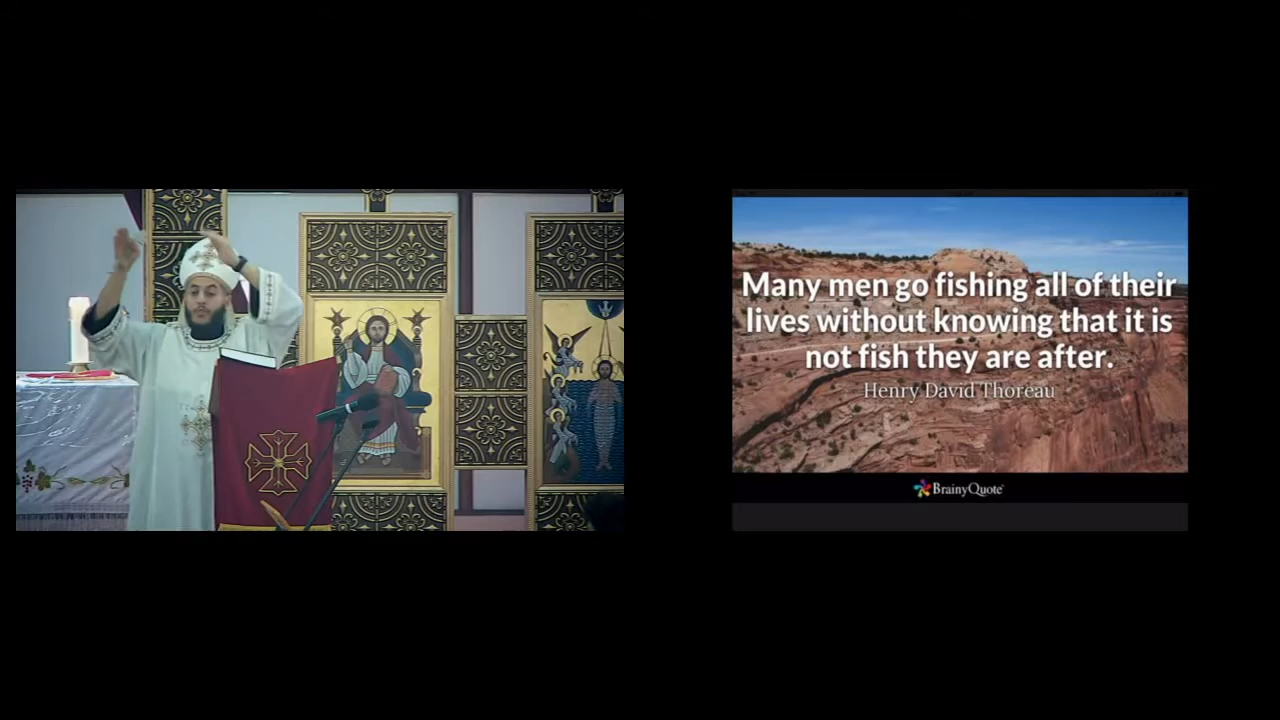 Many men go fishing all of their
lives without knowing that it is
not fish they are after.
Henry David Thoreau
BrainyQuote